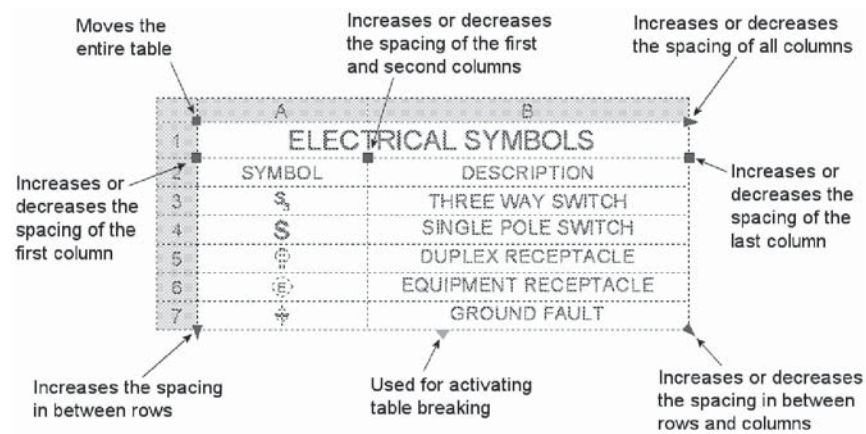 Moves the
entire table
Increases or decreases
the spacing of the first
and second columns
Increases or decreases
the spacing of all columns
A B
1 ELECTRICAL SYMBOLS
2 SYMBOL DESCRIPTION
3 S3 THREE WAY SWITCH
4 S SINGLE POLE SWITCH
5 DUPLEX RECEPTACLE
6 E EQUIPMENT RECEPTACLE
7 GROUND FAULT
Increases or
decreases the
spacing of the
first column
Increases or
decreases the
spacing of the
last column
Increases the spacing
in between rows
Used for activating
table breaking
Increases or decreases
the spacing in between
rows and columns